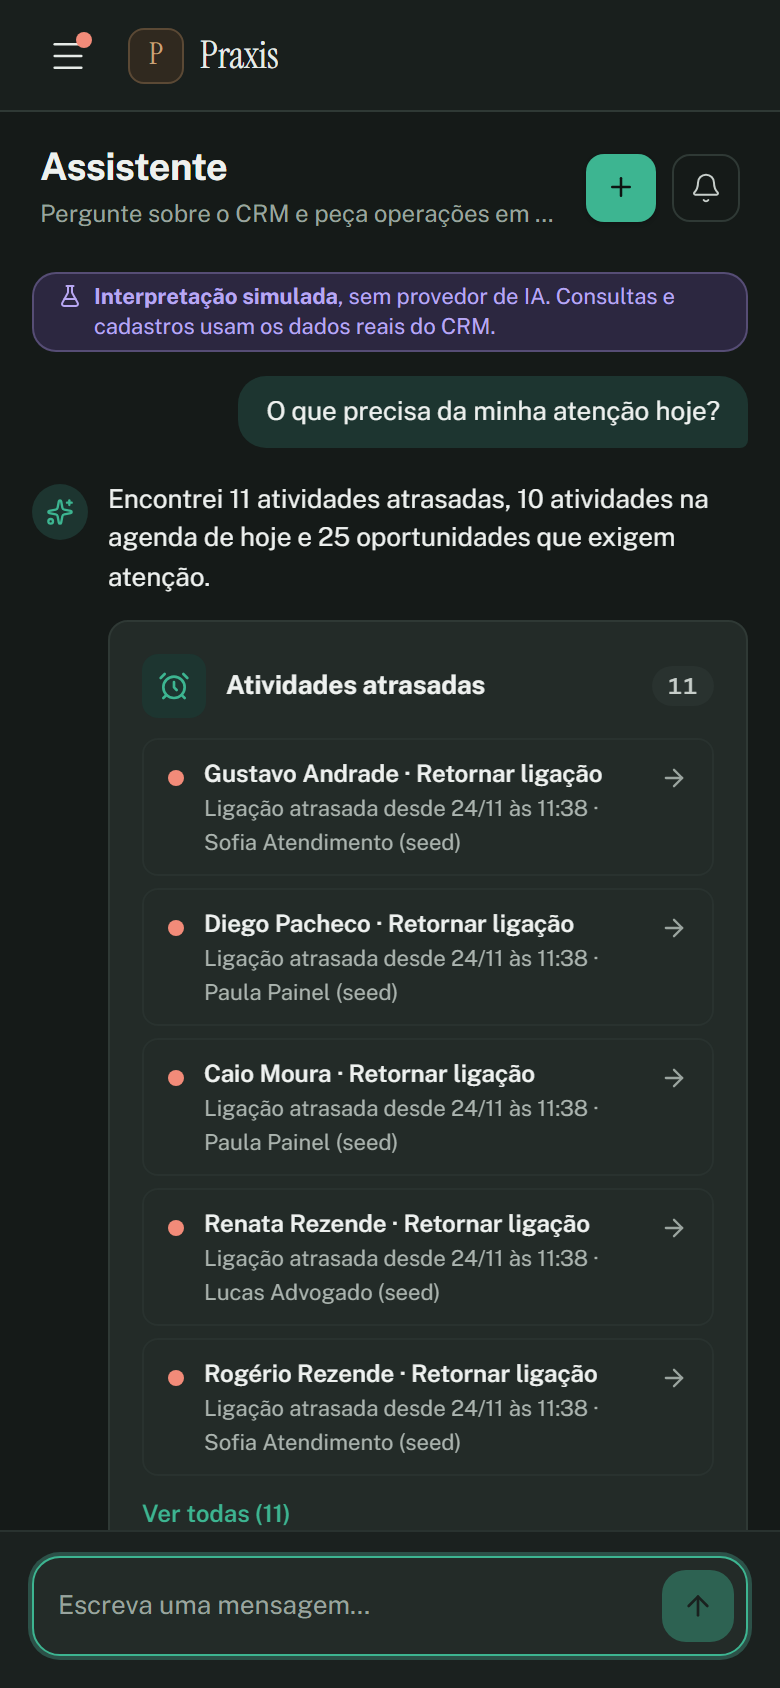 P Praxis
Assistente
Pergunte sobre o CRM e peça operações em ...
Interpretação simulada, sem provedor de IA. Consultas e
cadastros usam os dados reais do CRM.
O que precisa da minha atenção hoje?
Encontrei 11 atividades atrasadas, 10 atividades na
agenda de hoje e 25 oportunidades que exigem
atenção.
Atividades atrasadas 11
Gustavo Andrade · Retornar ligação
Ligação atrasada desde 24/11 às 11:38 ·
Sofia Atendimento (seed)
Diego Pacheco · Retornar ligação
Ligação atrasada desde 24/11 às 11:38 ·
Paula Painel (seed)
Caio Moura · Retornar ligação
Ligação atrasada desde 24/11 às 11:38 ·
Paula Painel (seed)
Renata Rezende · Retornar ligação
Ligação atrasada desde 24/11 às 11:38 ·
Lucas Advogado (seed)
Rogério Rezende · Retornar ligação
Ligação atrasada desde 24/11 às 11:38 ·
Sofia Atendimento (seed)
Ver todas (11)
Escreva uma mensagem...